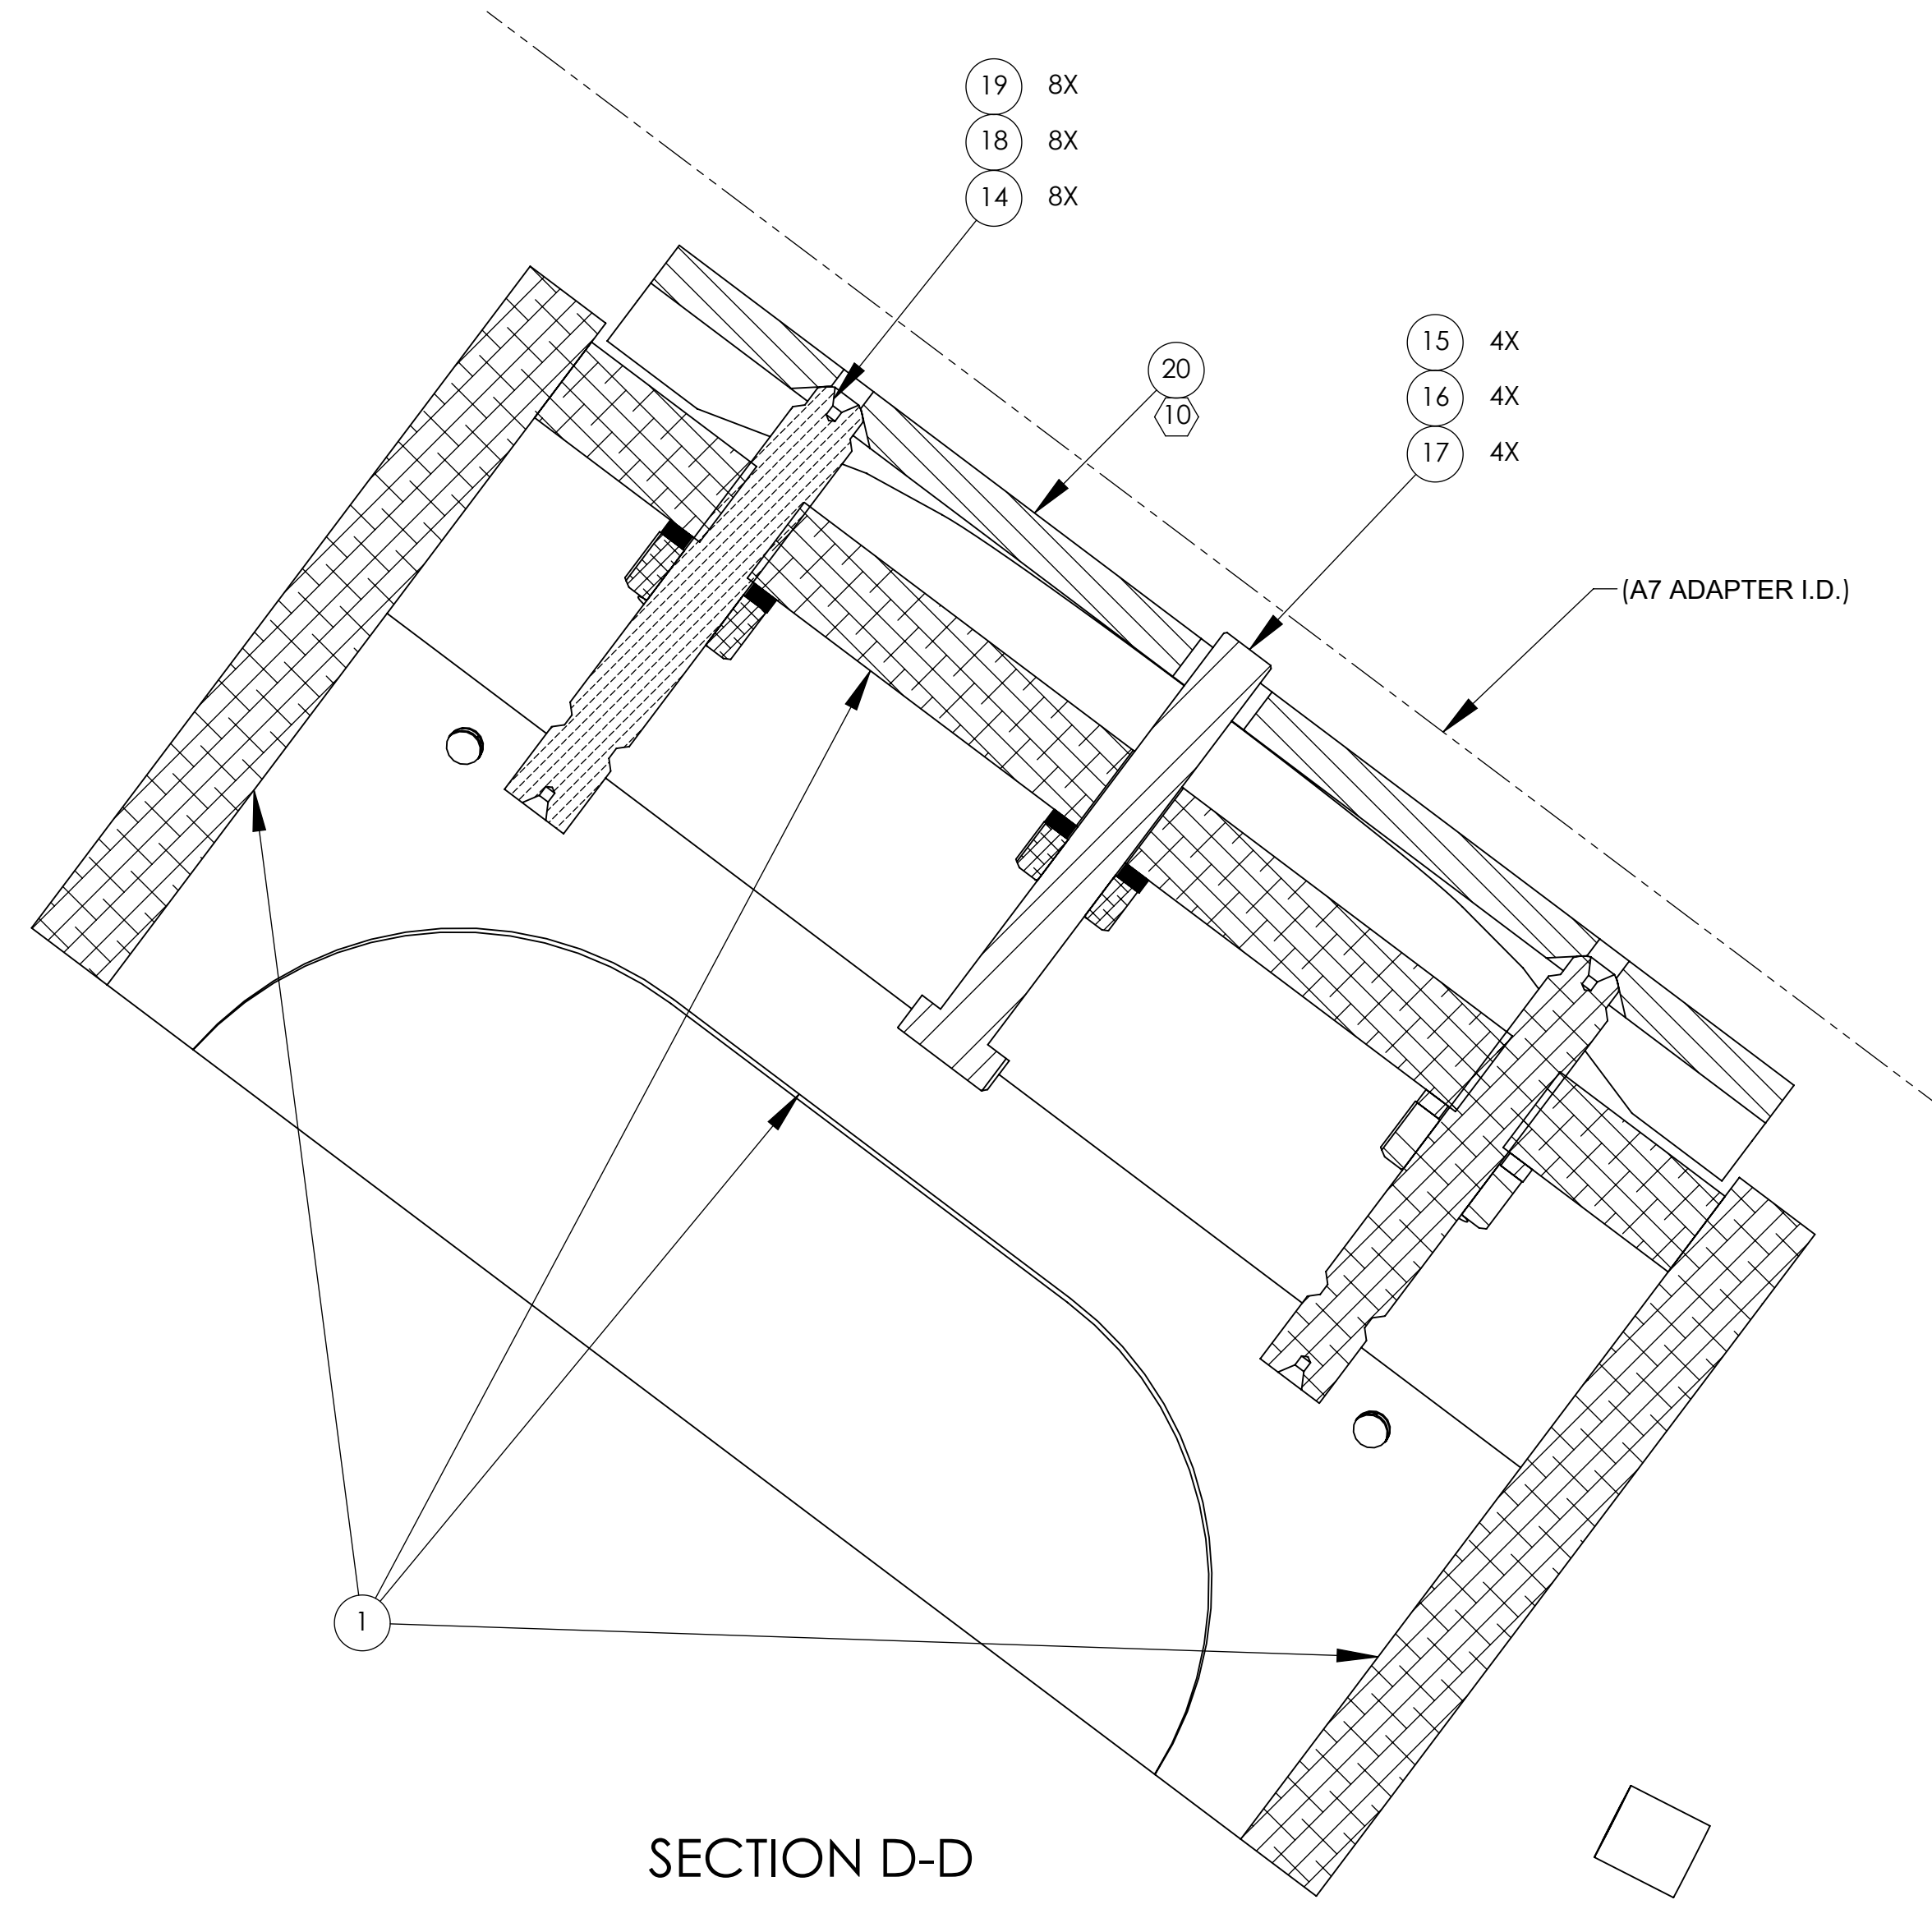 19 8X
18 8X
14 8X
20
10
15 4X
16 4X
17 4X
(A7 ADAPTER I.D.)
1
SECTION D-D